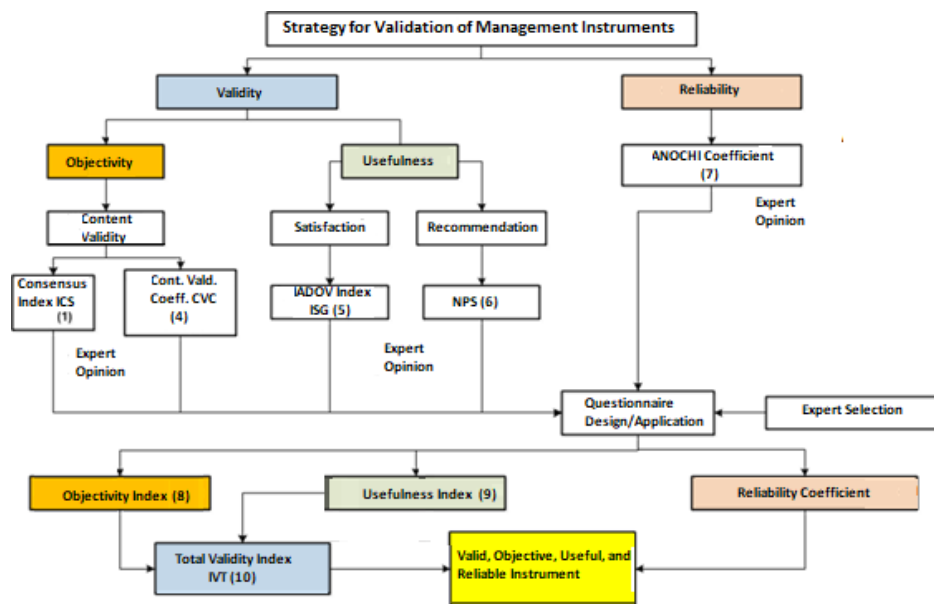 Strategy for Validation of Management Instruments
Validity
Reliability
Objectivity
Usefulness
ANOCHI Coefficient
(7)
Expert
Opinion
Content
Validity
Satisfaction
Recommendation
Consensus
Index ICS
(1)
Cont. Vald.
Coeff. CVC
(4)
IADOV Index
ISG (5)
NPS (6)
Expert
Opinion
Expert
Opinion
Questionnaire
Design/Application
Expert Selection
Objectivity Index (8)
Usefulness Index (9)
Reliability Coefficient
Total Validity Index
IVT (10)
Valid, Objective, Useful, and
Reliable Instrument